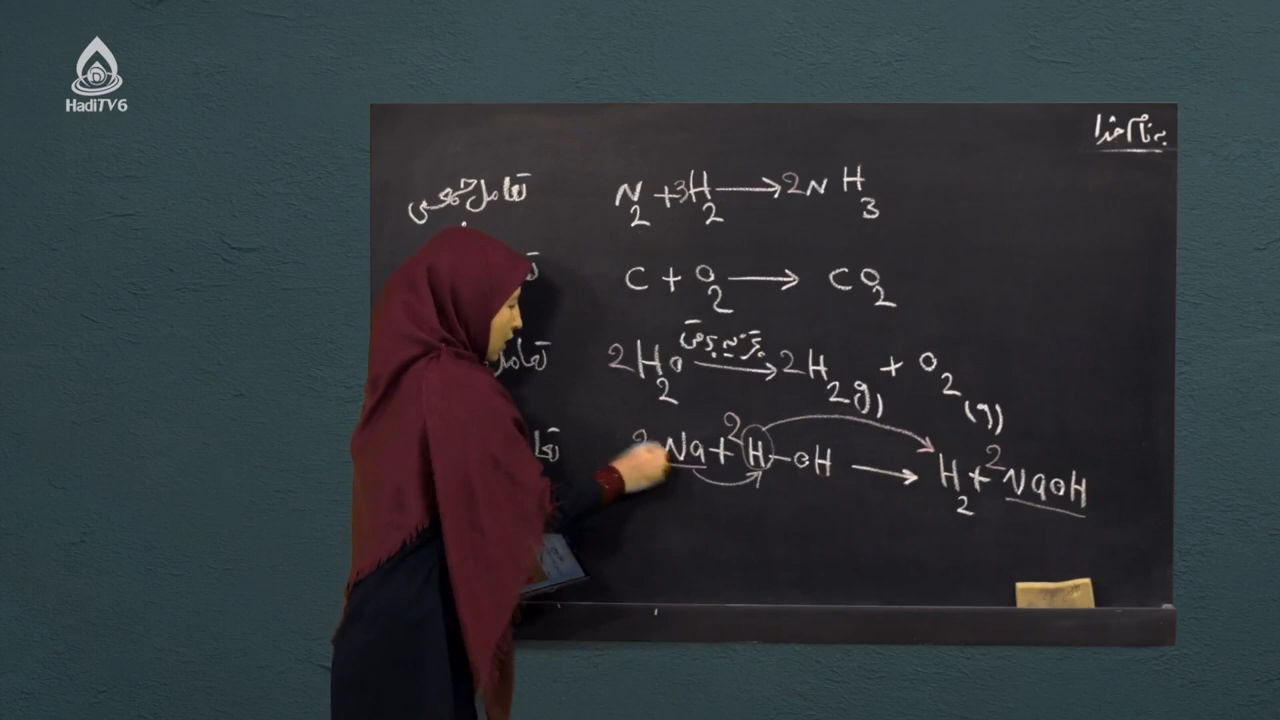 HadiTV6
به نام خدا
تعامل جمعی N2 + 3H2 → 2NH3
C + O2 → CO2
تعامل 2H2O → 2H2(g) + O2(g)
2Na + 2H-OH → H2 + 2NaOH